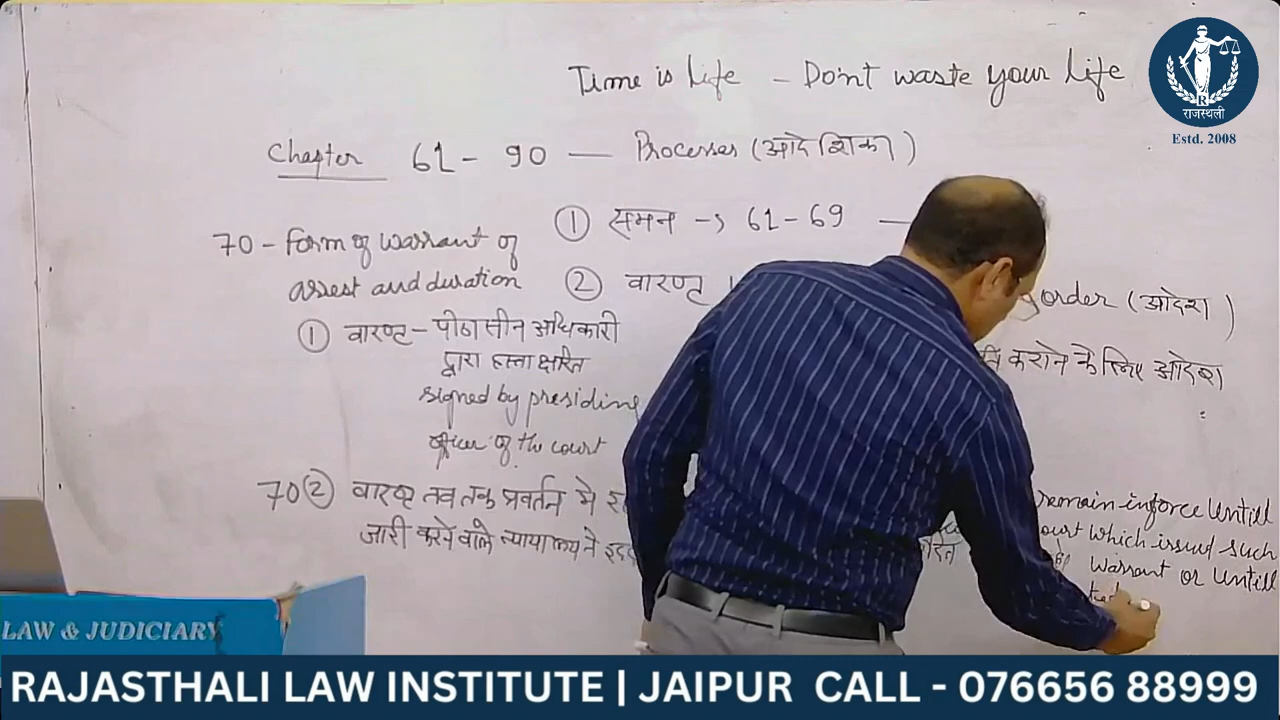 Time is life - Don't waste your life
राजस्थली
Estd. 2008
Chapter 61 - 90 — Processes (आदेशिका)
① समन -> 61-69 —
70 - form of warrant of
arrest and duration
② वारण्ट
order (आदेश)
① वारण्ट - पीठासीन अधिकारी
द्वारा हस्ताक्षरित
कराने के लिए आदेश
signed by presiding
officer of the court
70② वारण्ट तब तक प्रवर्तन में
जारी करने वाले न्यायालय ने
remain inforce Untill
court which issued such
warrant or Untill
LAW & JUDICIARY
RAJASTHALI LAW INSTITUTE | JAIPUR CALL - 076656 88999